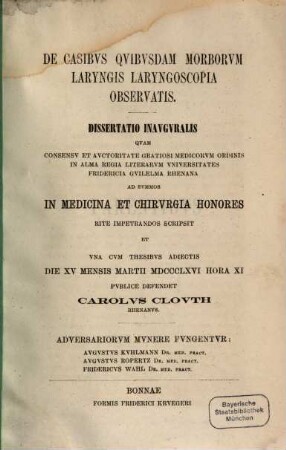 DE CASIBVS QVIBVSDAM MORBORVM
LARYNGIS LARYNGOSCOPIA
OBSERVATIS.
DISSERTATIO INAVGVRALIS
QVAM
CONSENSV ET AVCTORITATE GRATIOSI MEDICORVM ORDINIS
IN ALMA REGIA LITERARVM VNIVERSITATES
FRIDERICIA GVILELMA RHENANA
AD SVMMOS
IN MEDICINA ET CHIRVRGIA HONORES
RITE IMPETRANDOS SCRIPSIT
ET
VNA CVM THESIBVS ADIECTIS
DIE XV MENSIS MARTII MDCCCLXVI HORA XI
PVBLICE DEFENDET
CAROLVS CLOVTH
RHENANVS.
ADVERSARIORVM MVNERE FVNGENTVR:
AVGVSTVS KVHLMANN DR. MED. PRACT.
AVGVSTVS ROPERTZ DR. MED. PRACT.
FRIDERICVS WAHL DR. MED. PRACT.
BONNAE
FORMIS FRIDERICI KRVEGERI
Bayerische
Staatsbibliothek
München